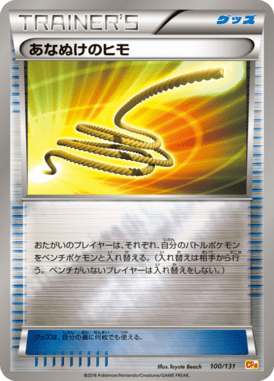 TRAINER'S
グッズ
あなぬけのヒモ
おたがいのプレイヤーは、それぞれ、自分のバトルポケモン
をベンチポケモンと入れ替える。(入れ替えは相手から行
う。ベンチがいないプレイヤーは入れ替えをしない。)
グッズは、自分の番に何枚でも使える。
Illus.Toyste Beach
100/131
©2016 Pokémon/Nintendo/Creatures/GAME FREAK.